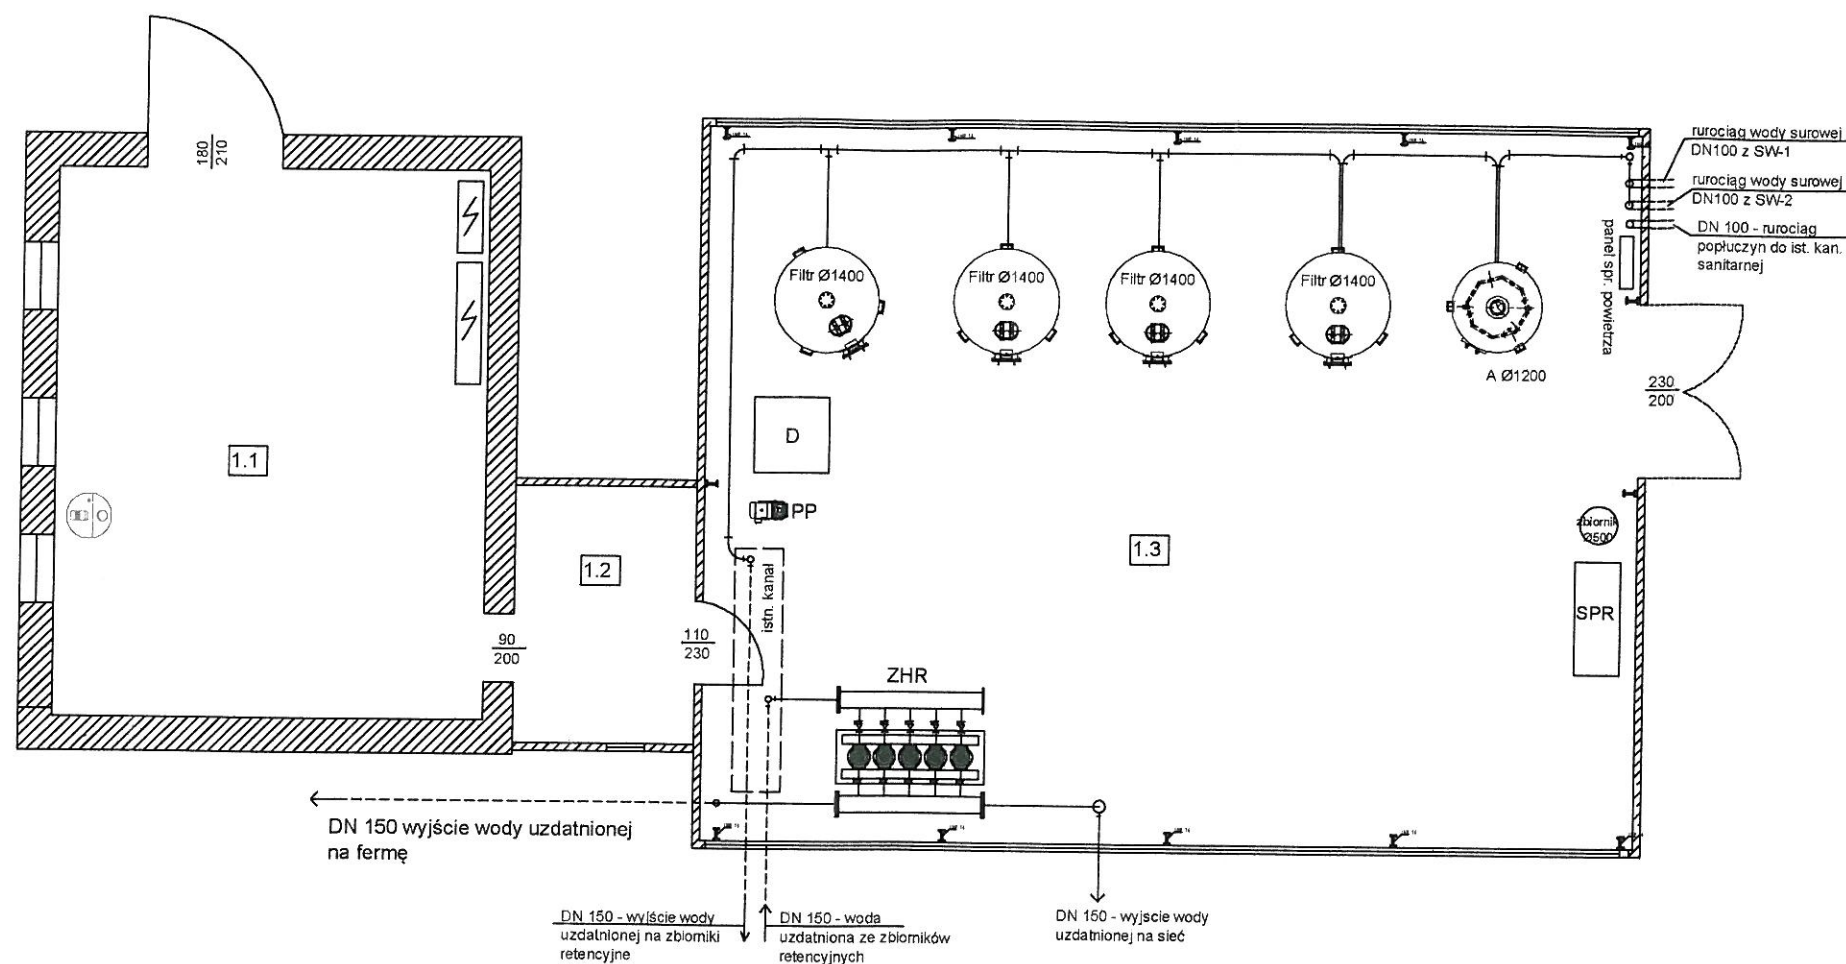 180
210
rurociąg wody surowej
DN100 z SW-1
rurociąg wody surowej
DN100 z SW-2
DN 100 - rurociąg
popłuczyn do ist. kan.
sanitarnej
panel spr. powietrza
Filtr Ø1400
Filtr Ø1400
Filtr Ø1400
Filtr Ø1400
A Ø1200
230
200
D
1.1
PP
zbiornik
Ø500
1.3
1.2
istn. kanał
SPR
90
200
110
230
ZHR
DN 150 wyjście wody uzdatnionej
na fermę
DN 150 - wyjście wody
uzdatnionej na zbiorniki
retencyjne
DN 150 - woda
uzdatniona ze zbiorników
retencyjnych
DN 150 - wyjscie wody
uzdatnionej na sieć